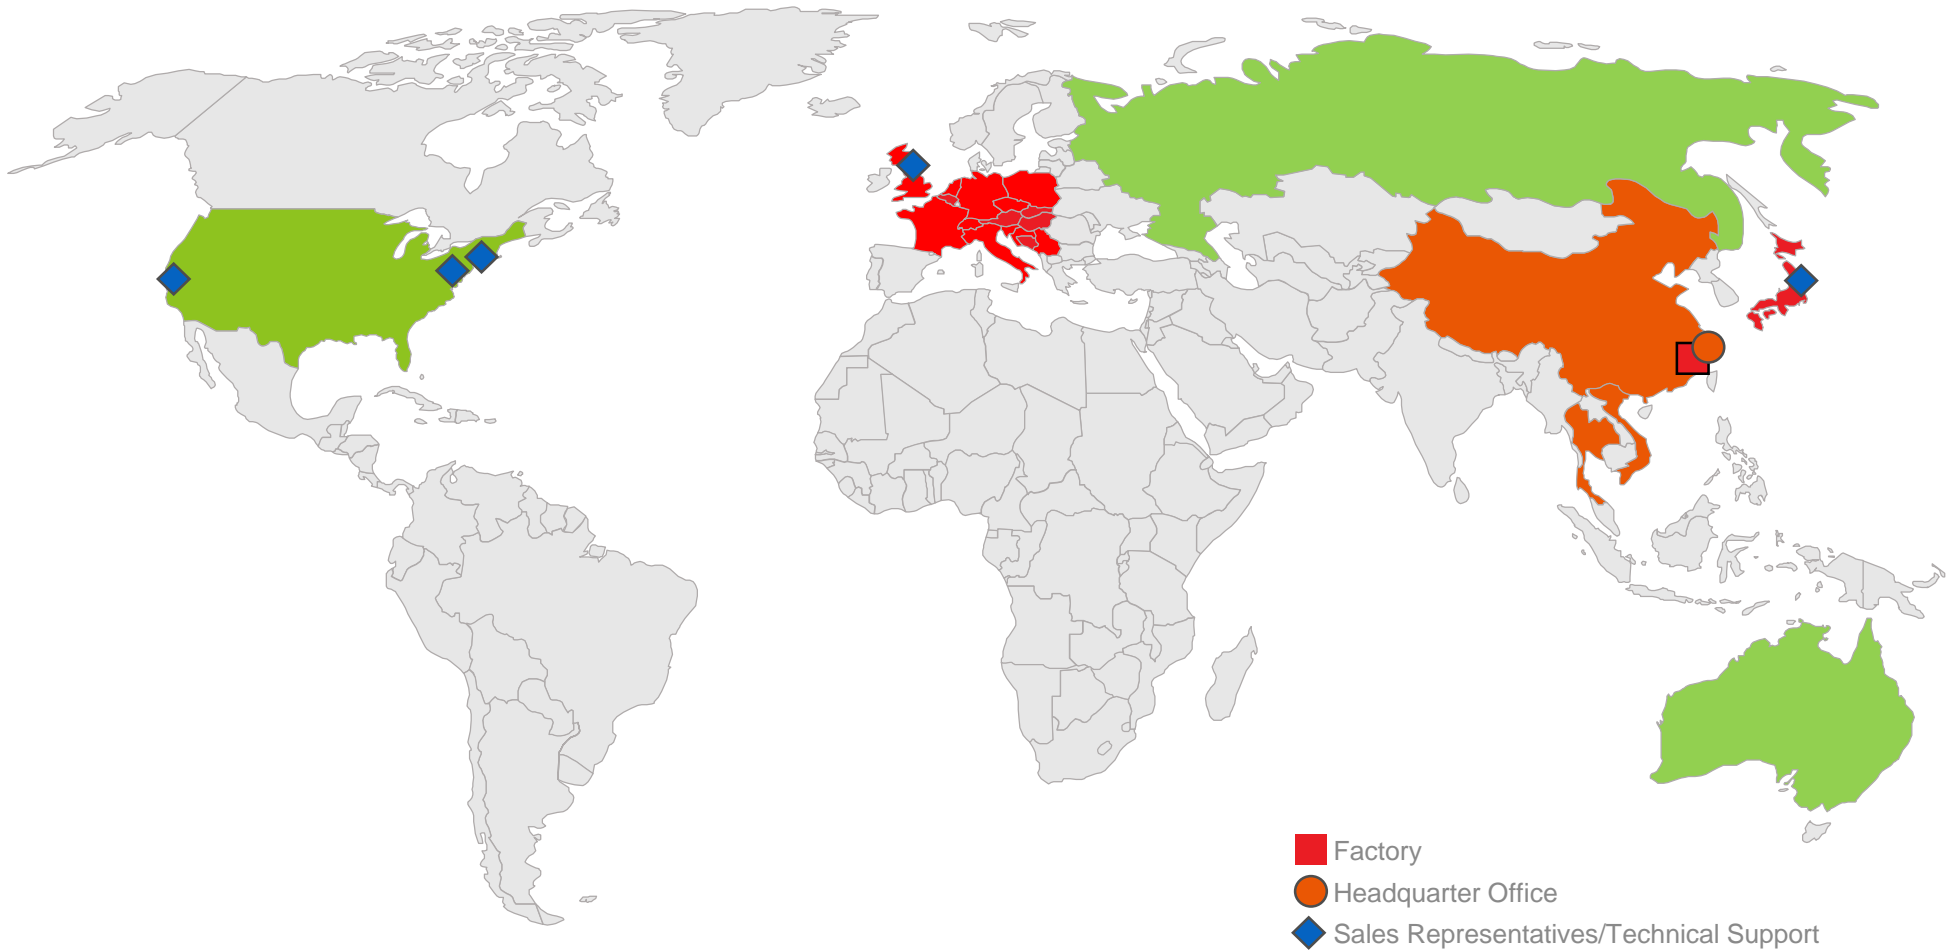 Factory
Headquarter Office
Sales Representatives/Technical Support